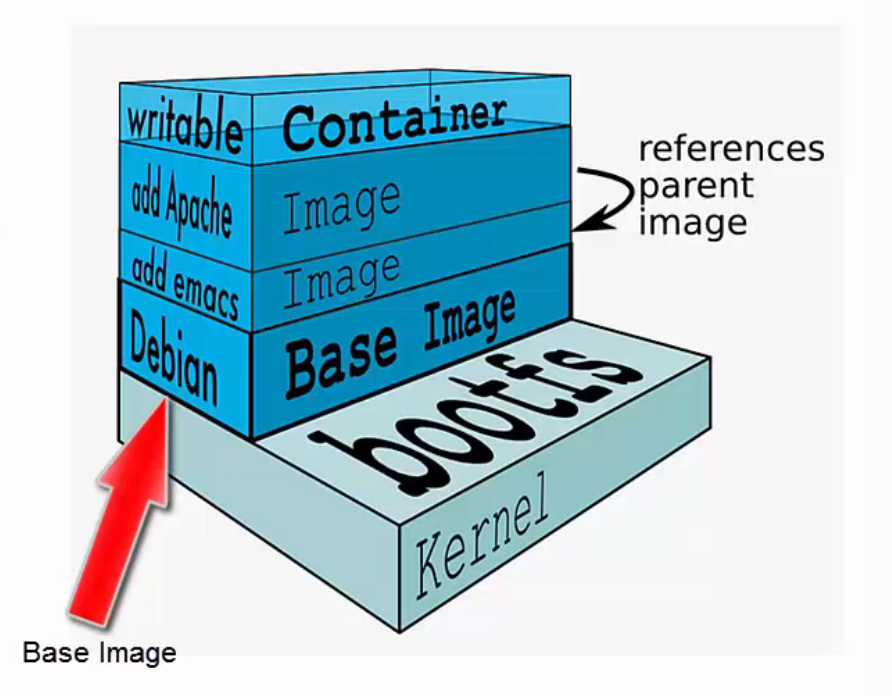 writable Container
add Apache Image
add emacs Image
Debian Base Image
references
parent
image
bootfs
Kernel
Base Image